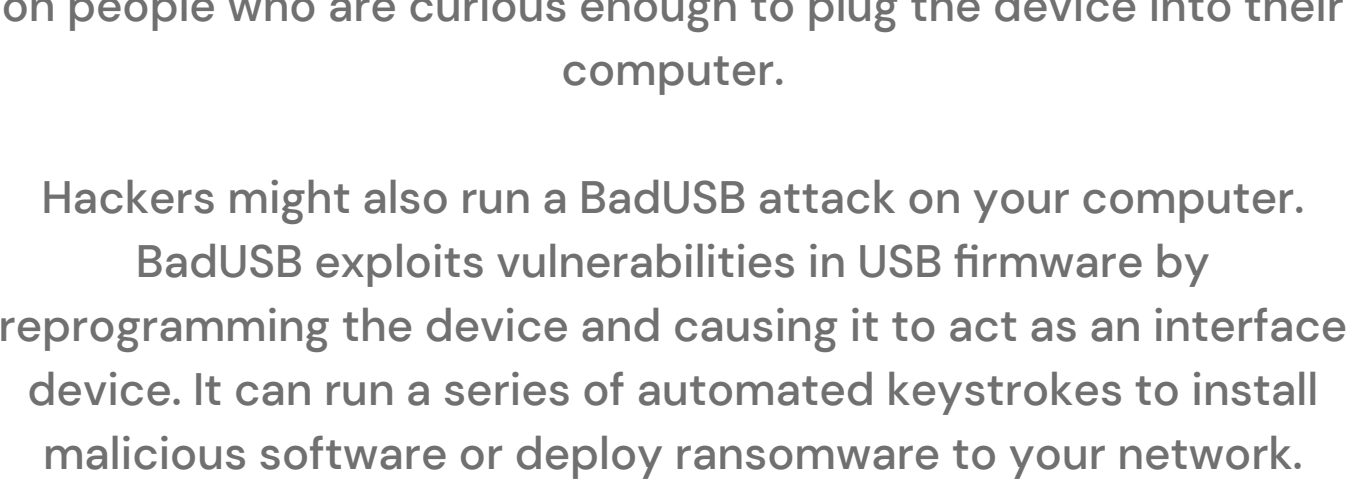 on people who are curious enough to plug the device into their
computer.
Hackers might also run a BadUSB attack on your computer.
BadUSB exploits vulnerabilities in USB firmware by
reprogramming the device and causing it to act as an interface
device. It can run a series of automated keystrokes to install
malicious software or deploy ransomware to your network.